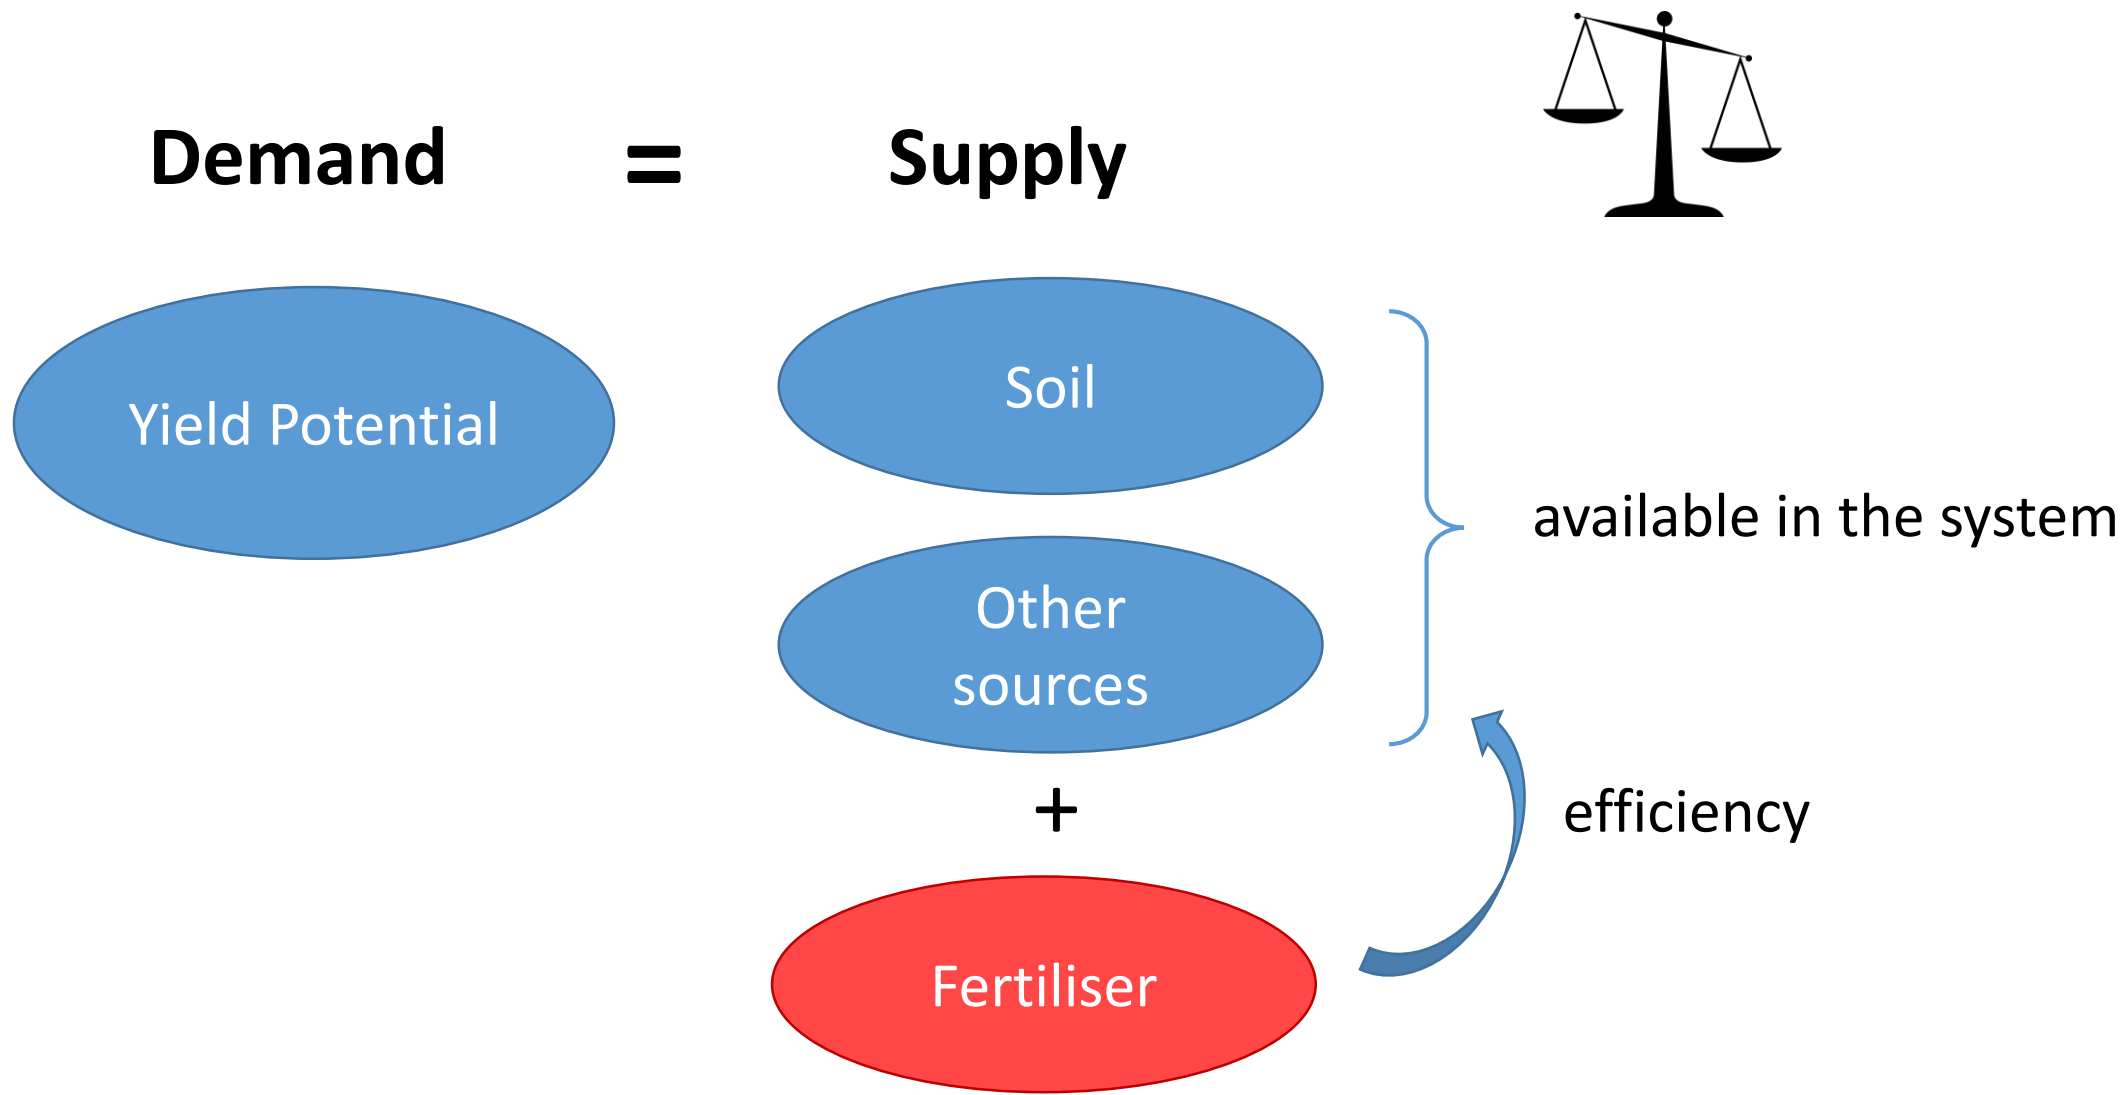 Demand = Supply
Yield Potential
Soil
Other
sources
available in the system
+
efficiency
Fertiliser